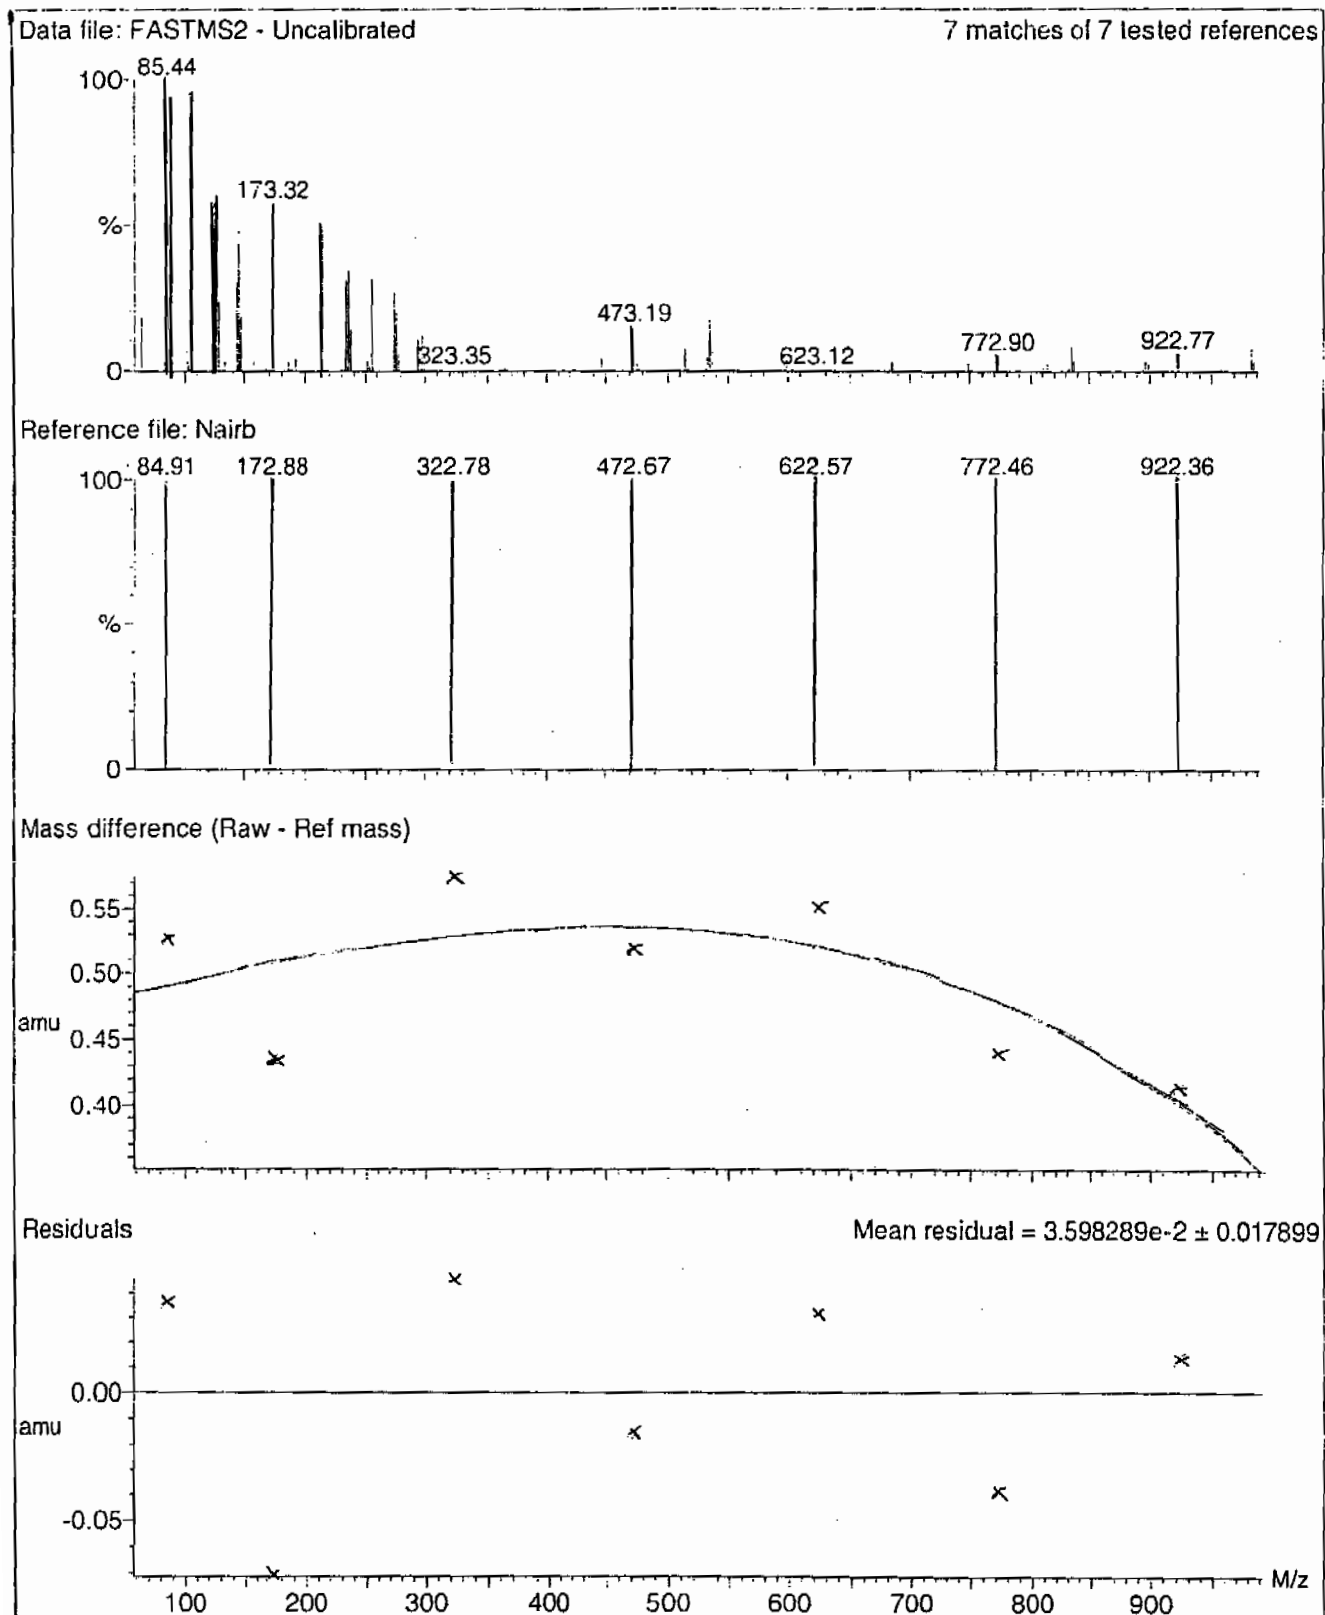 Data file: FASTMS2 - Uncalibrated 7 matches of 7 tested references
85.44
100
173.32
%
473.19
323.35 623.12 772.90 922.77
0
Reference file: Nairb
84.91 172.88 322.78 472.67 622.57 772.46 922.36
100
%
0
Mass difference (Raw - Ref mass)
0.55
0.50
amu
0.45
0.40
Residuals Mean residual = 3.598289e-2 ± 0.017899
0.00
amu
-0.05
M/z
100 200 300 400 500 600 700 800 900